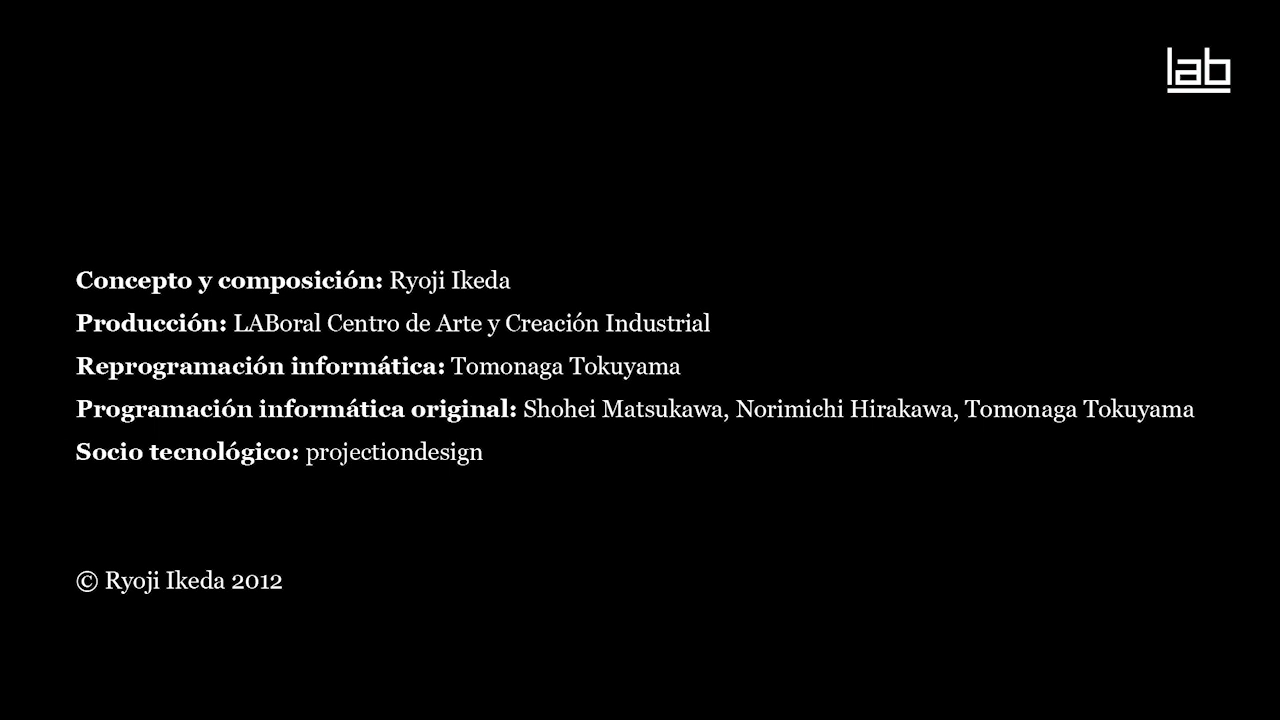 lab
Concepto y composición: Ryoji Ikeda
Producción: LABoral Centro de Arte y Creación Industrial
Reprogramación informática: Tomonaga Tokuyama
Programación informática original: Shohei Matsukawa, Norimichi Hirakawa, Tomonaga Tokuyama
Socio tecnológico: projectiondesign
© Ryoji Ikeda 2012